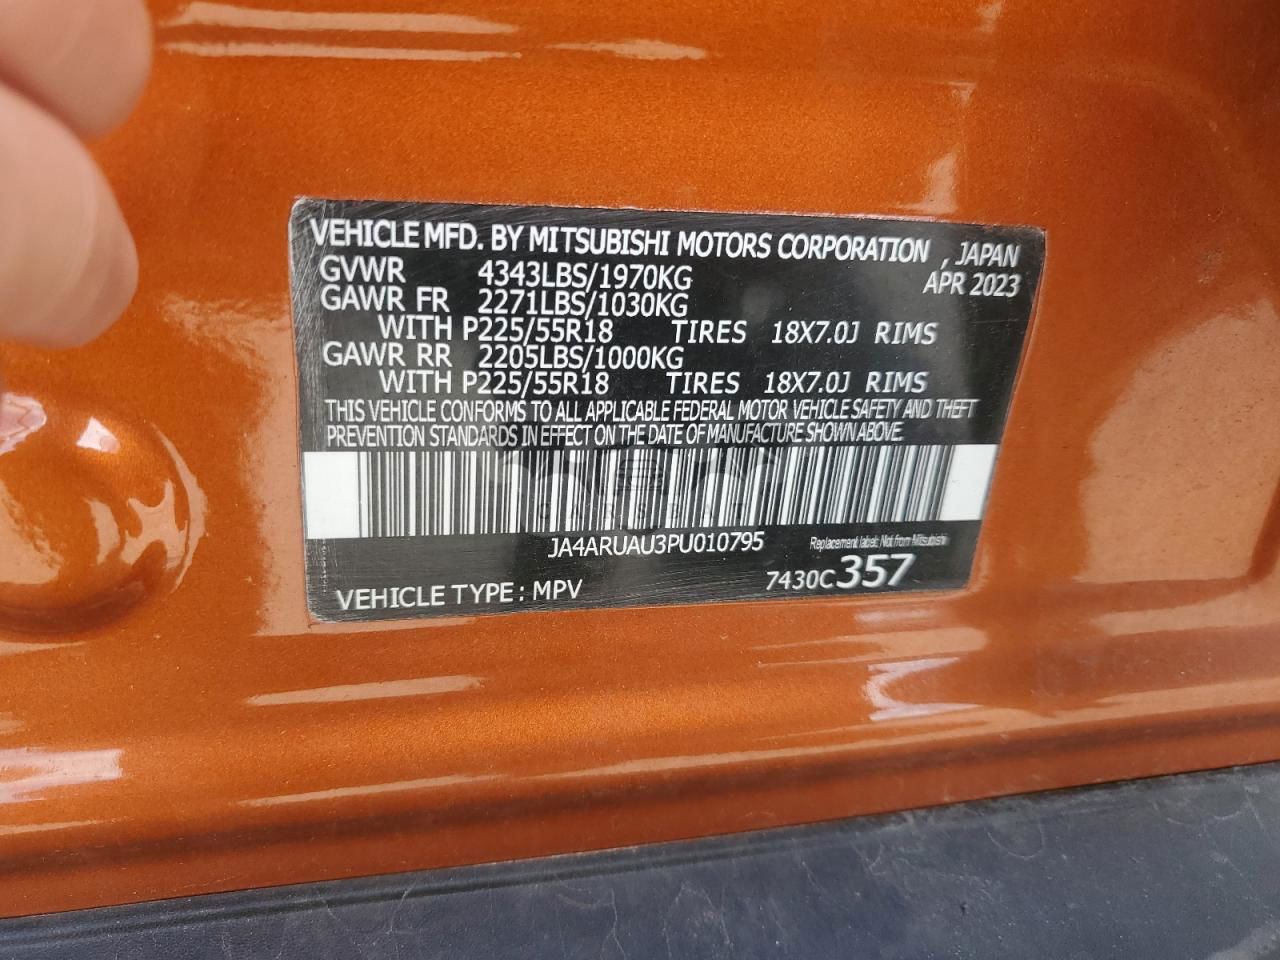 VEHICLE MFD. BY MITSUBISHI MOTORS CORPORATION , JAPAN
GVWR 4343LBS/1970KG APR 2023
GAWR FR 2271LBS/1030KG
WITH P225/55R18 TIRES 18X7.0J RIMS
GAWR RR 2205LBS/1000KG
WITH P225/55R18 TIRES 18X7.0J RIMS
THIS VEHICLE CONFORMS TO ALL APPLICABLE FEDERAL MOTOR VEHICLE SAFETY AND THEFT
PREVENTION STANDARDS IN EFFECT ON THE DATE OF MANUFACTURE SHOWN ABOVE.
JA4ARUAU3PU010795 Replacement label: Not from Mitsubishi
VEHICLE TYPE : MPV 7430C357